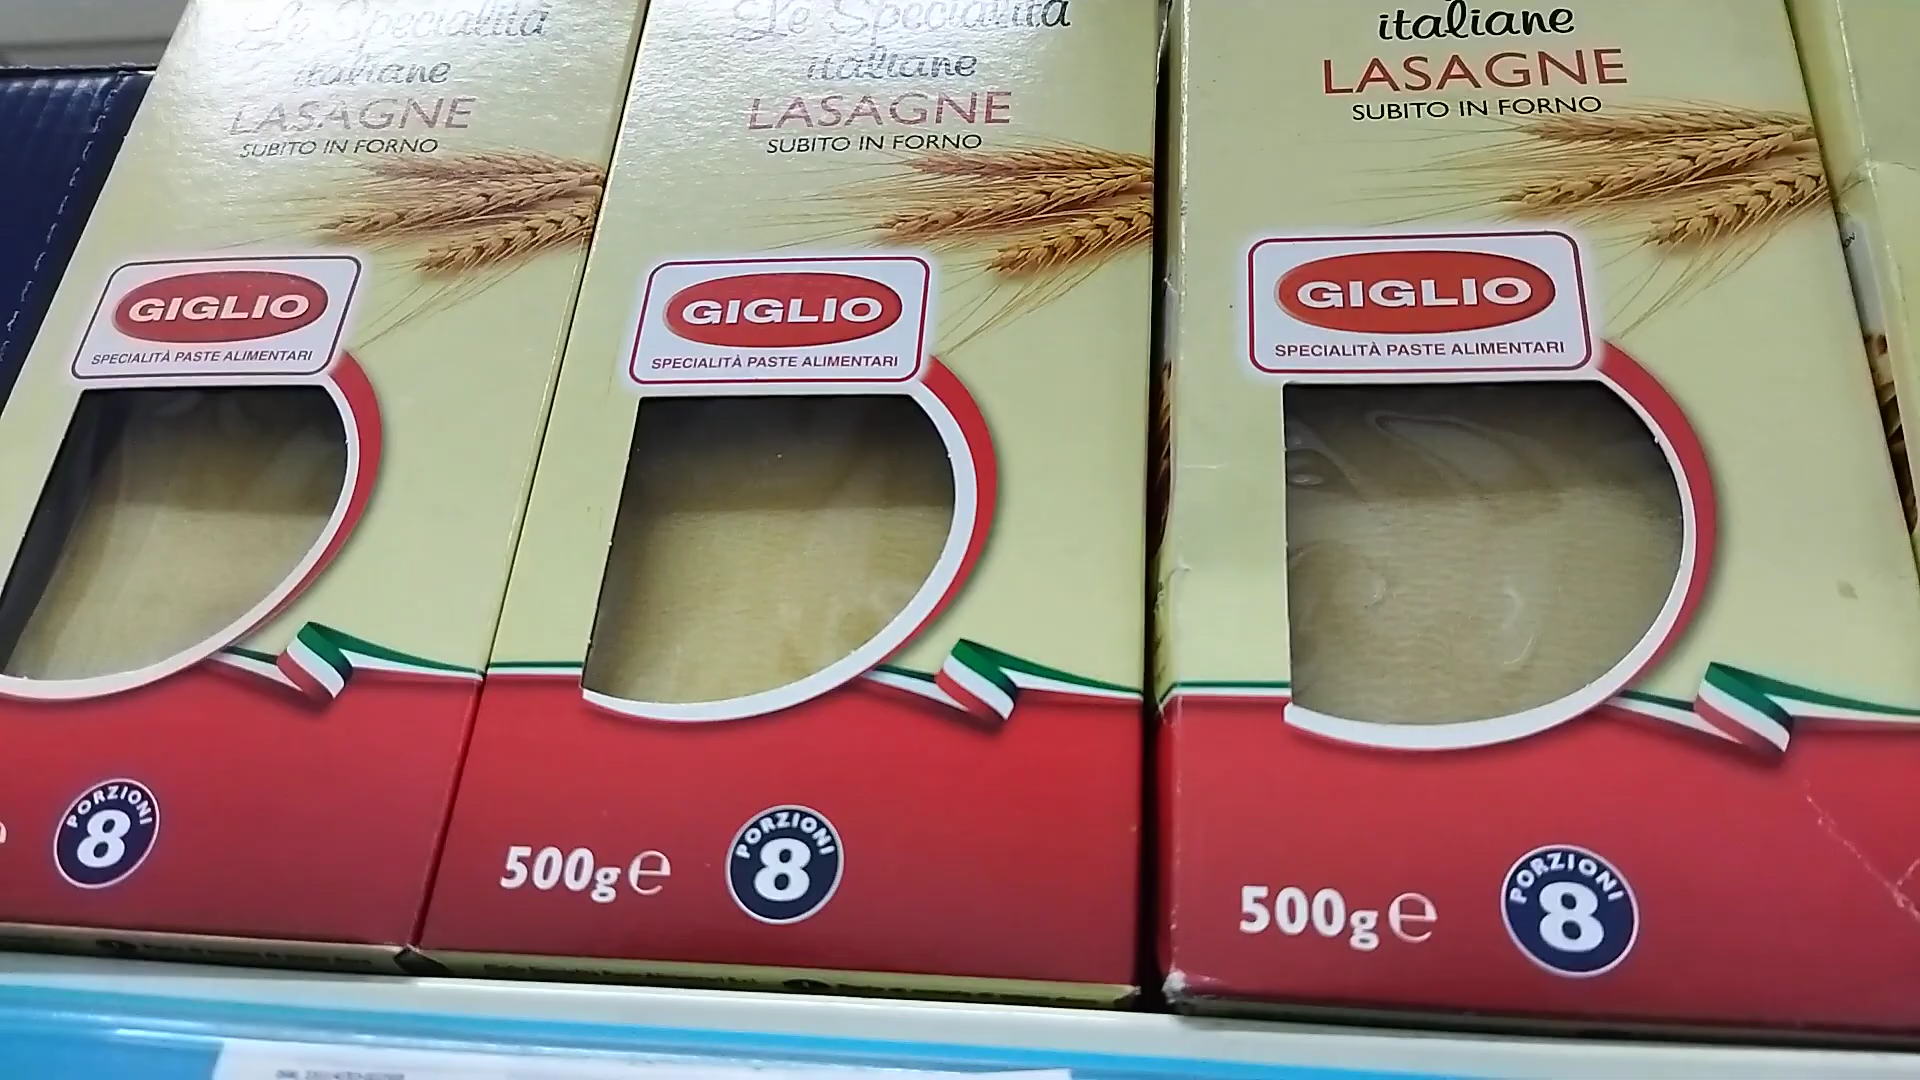 Le Specialità
italiane
LASAGNE
SUBITO IN FORNO
GIGLIO
SPECIALITÀ PASTE ALIMENTARI
PORZIONI
8
Le Specialità
italiane
LASAGNE
SUBITO IN FORNO
GIGLIO
SPECIALITÀ PASTE ALIMENTARI
500g e
PORZIONI
8
italiane
LASAGNE
SUBITO IN FORNO
GIGLIO
SPECIALITÀ PASTE ALIMENTARI
500g e
PORZIONI
8